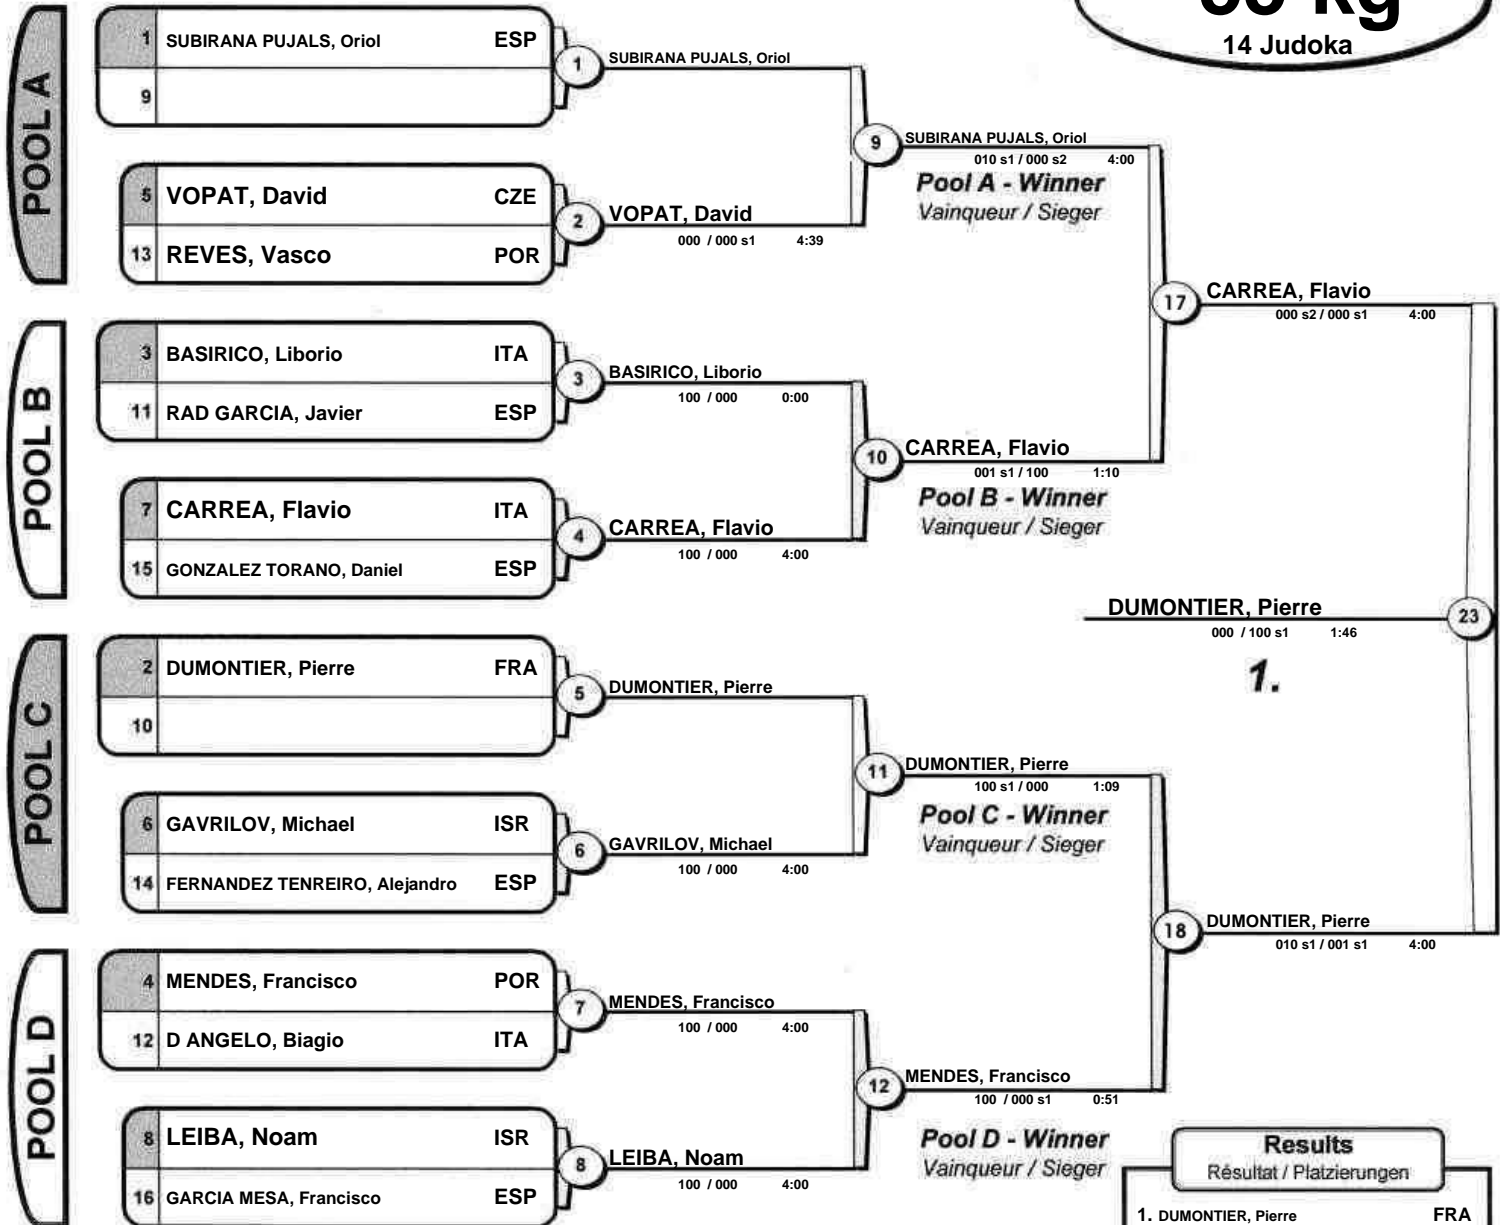 kg
14 Judoka
POOL A
1 SUBIRANA PUJALS, Oriol ESP
9
5 VOPAT, David CZE
13 REVES, Vasco POR
1 SUBIRANA PUJALS, Oriol
2 VOPAT, David
000 / 000 s1 4:39
9 SUBIRANA PUJALS, Oriol
010 s1 / 000 s2 4:00
Pool A - Winner
Vainqueur / Sieger
POOL B
3 BASIRICO, Liborio ITA
11 RAD GARCIA, Javier ESP
7 CARREA, Flavio ITA
15 GONZALEZ TORANO, Daniel ESP
3 BASIRICO, Liborio
100 / 000 0:00
4 CARREA, Flavio
100 / 000 4:00
10 CARREA, Flavio
001 s1 / 100 1:10
Pool B - Winner
Vainqueur / Sieger
17 CARREA, Flavio
000 s2 / 000 s1 4:00
DUMONTIER, Pierre 23
000 / 100 s1 1:46
1.
POOL C
2 DUMONTIER, Pierre FRA
10
6 GAVRILOV, Michael ISR
14 FERNANDEZ TENREIRO, Alejandro ESP
5 DUMONTIER, Pierre
6 GAVRILOV, Michael
100 / 000 4:00
11 DUMONTIER, Pierre
100 s1 / 000 1:09
Pool C - Winner
Vainqueur / Sieger
18 DUMONTIER, Pierre
010 s1 / 001 s1 4:00
POOL D
4 MENDES, Francisco POR
12 D ANGELO, Biagio ITA
8 LEIBA, Noam ISR
16 GARCIA MESA, Francisco ESP
7 MENDES, Francisco
100 / 000 4:00
8 LEIBA, Noam
100 / 000 4:00
12 MENDES, Francisco
100 / 000 s1 0:51
Pool D - Winner
Vainqueur / Sieger
Results
Résultat / Platzierungen
1. DUMONTIER, Pierre FRA